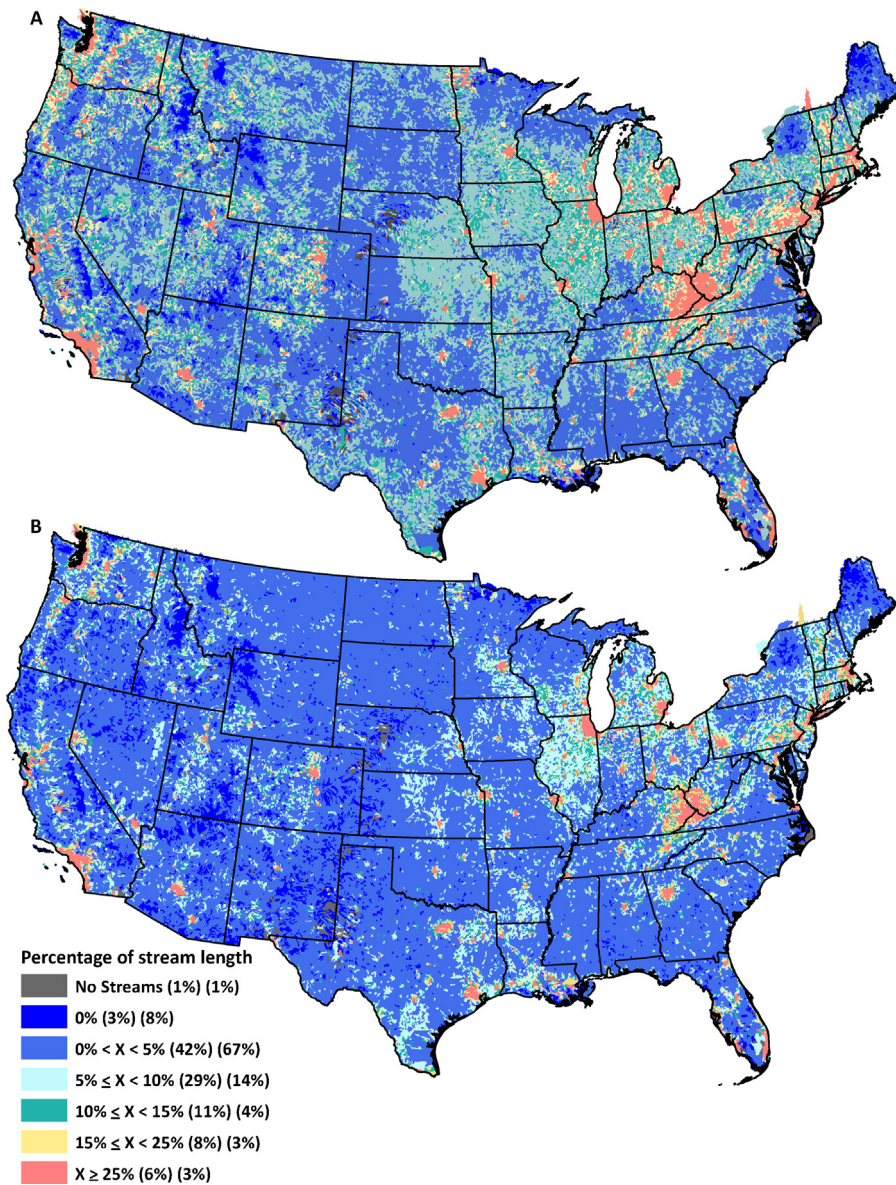 A
B
Percentage of stream length
No Streams (1%) (1%)
0% (3%) (8%)
0% < X < 5% (42%) (67%)
5% ≤ X < 10% (29%) (14%)
10% ≤ X < 15% (11%) (4%)
15% ≤ X < 25% (8%) (3%)
X ≥ 25% (6%) (3%)